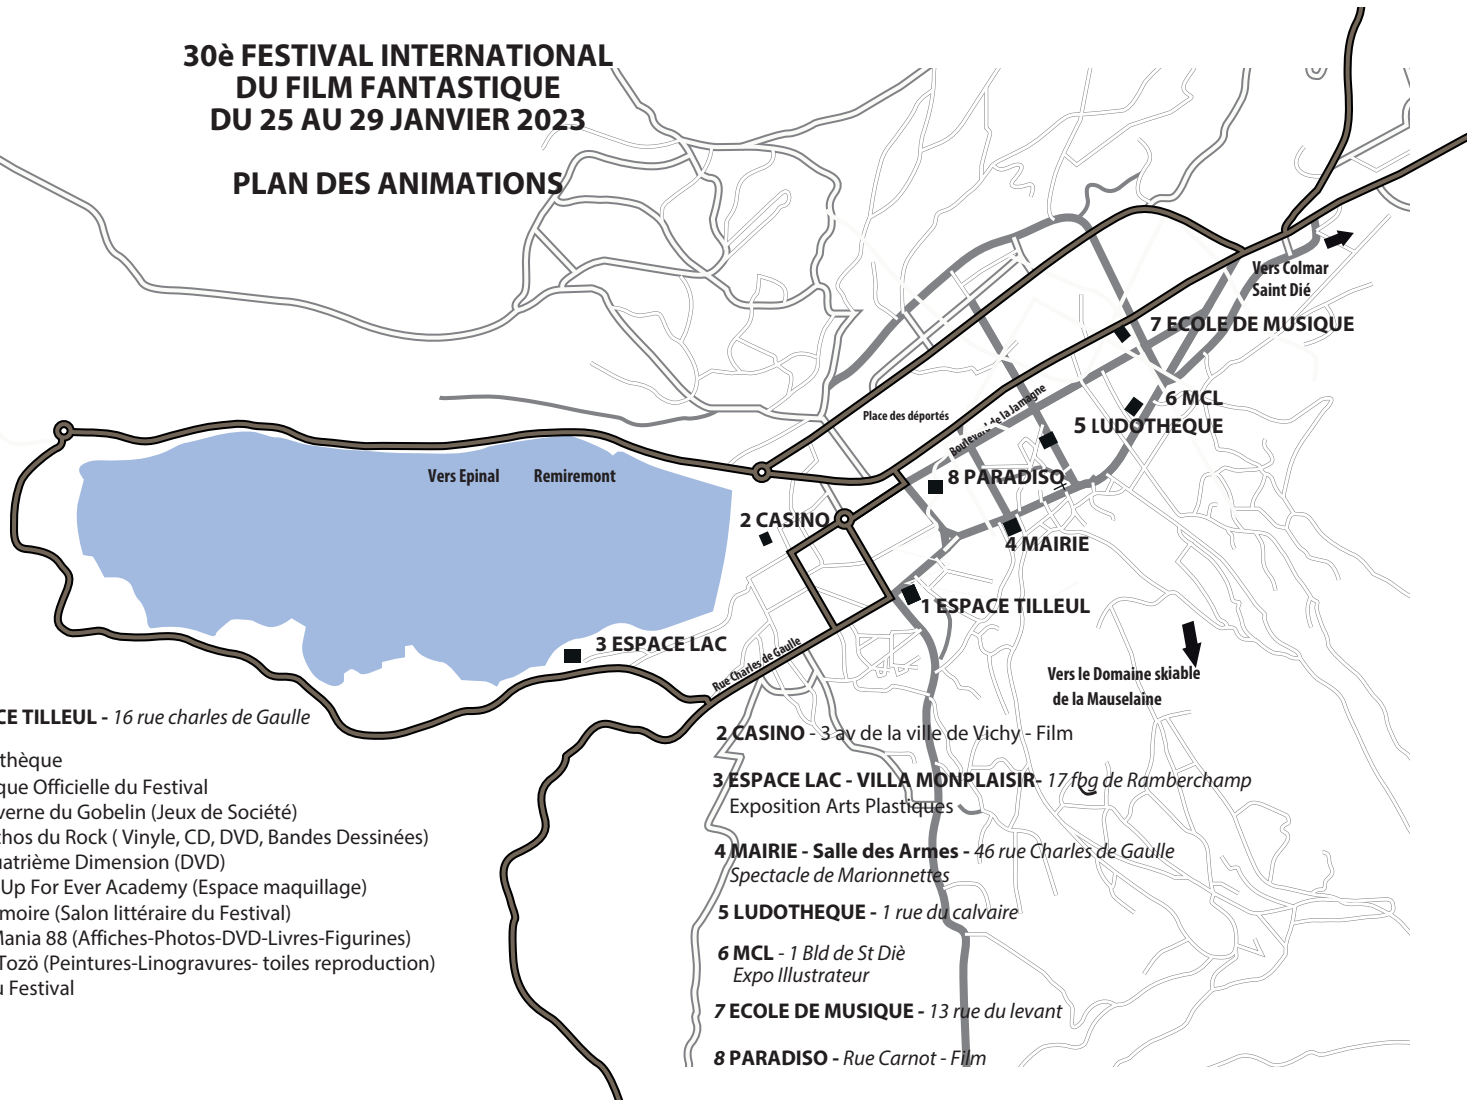 30è FESTIVAL INTERNATIONAL
DU FILM FANTASTIQUE
DU 25 AU 29 JANVIER 2023
PLAN DES ANIMATIONS
Vers Colmar
Saint Dié
7 ECOLE DE MUSIQUE
6 MCL
5 LUDOTHEQUE
Place des déportés
Boulevard de la Jamagne
Vers Epinal
Remiremont
8 PARADISO
2 CASINO
4 MAIRIE
1 ESPACE TILLEUL
3 ESPACE LAC
Rue Charles de Gaulle
Vers le Domaine skiable
de la Mauselaine
CE TILLEUL - 16 rue charles de Gaulle
thèque
que Officielle du Festival
verne du Gobelin (Jeux de Société)
chos du Rock ( Vinyle, CD, DVD, Bandes Dessinées)
uatrième Dimension (DVD)
Up For Ever Academy (Espace maquillage)
moire (Salon littéraire du Festival)
Mania 88 (Affiches-Photos-DVD-Livres-Figurines)
Tozö (Peintures-Linogravures- toiles reproduction)
u Festival
2 CASINO - 3 av de la ville de Vichy - Film
3 ESPACE LAC - VILLA MONPLAISIR- 17 fbg de Ramberchamp
Exposition Arts Plastiques
4 MAIRIE - Salle des Armes - 46 rue Charles de Gaulle
Spectacle de Marionnettes
5 LUDOTHEQUE - 1 rue du calvaire
6 MCL - 1 Bld de St Diè
Expo Illustrateur
7 ECOLE DE MUSIQUE - 13 rue du levant
8 PARADISO - Rue Carnot - Film